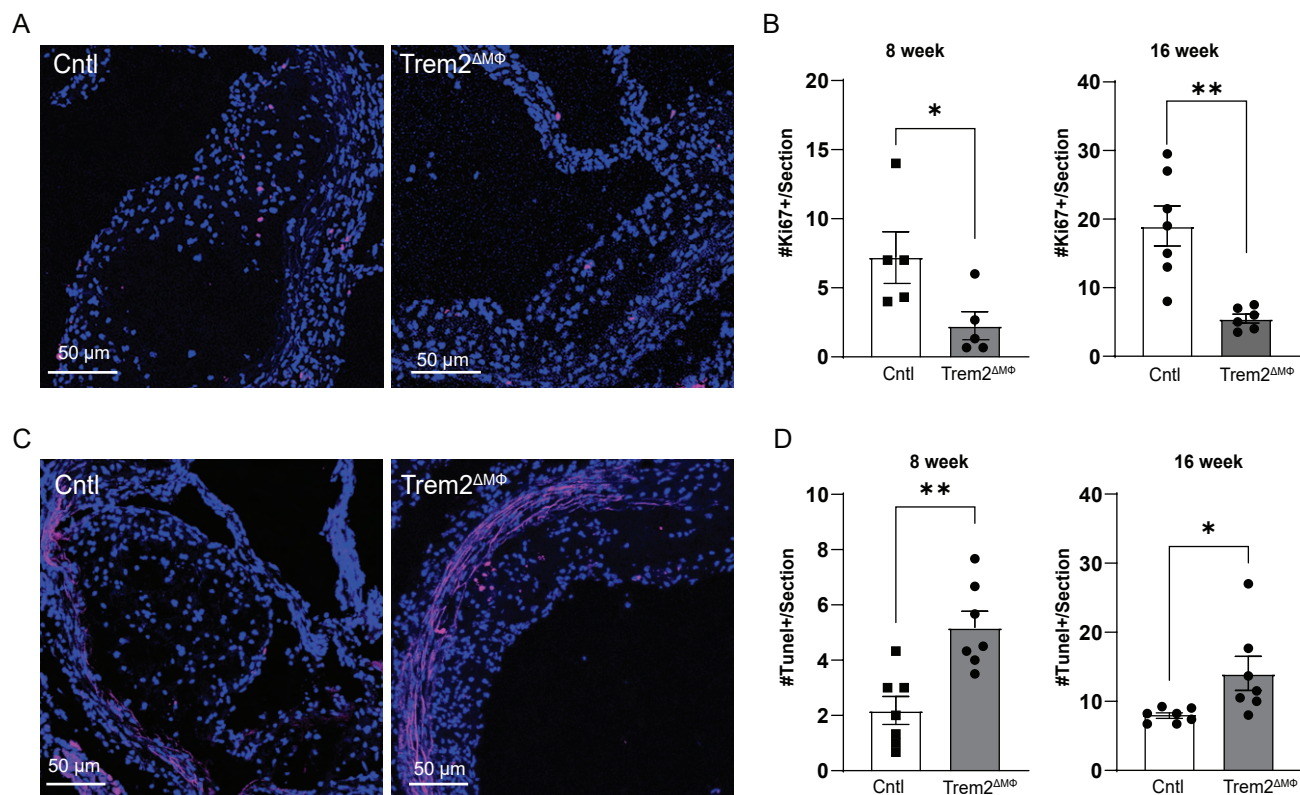 A
Cntl
Trem2ΔMΦ
50 µm
50 µm
B
8 week
16 week
#Ki67+/Section
20
15
10
5
0
*
Cntl
Trem2ΔMΦ
#Ki67+/Section
40
30
20
10
0
**
Cntl
Trem2ΔMΦ
C
Cntl
Trem2ΔMΦ
50 µm
50 µm
D
8 week
16 week
#Tunel+/Section
10
8
6
4
2
0
**
Cntl
Trem2ΔMΦ
#Tunel+/Section
40
30
20
10
0
*
Cntl
Trem2ΔMΦ